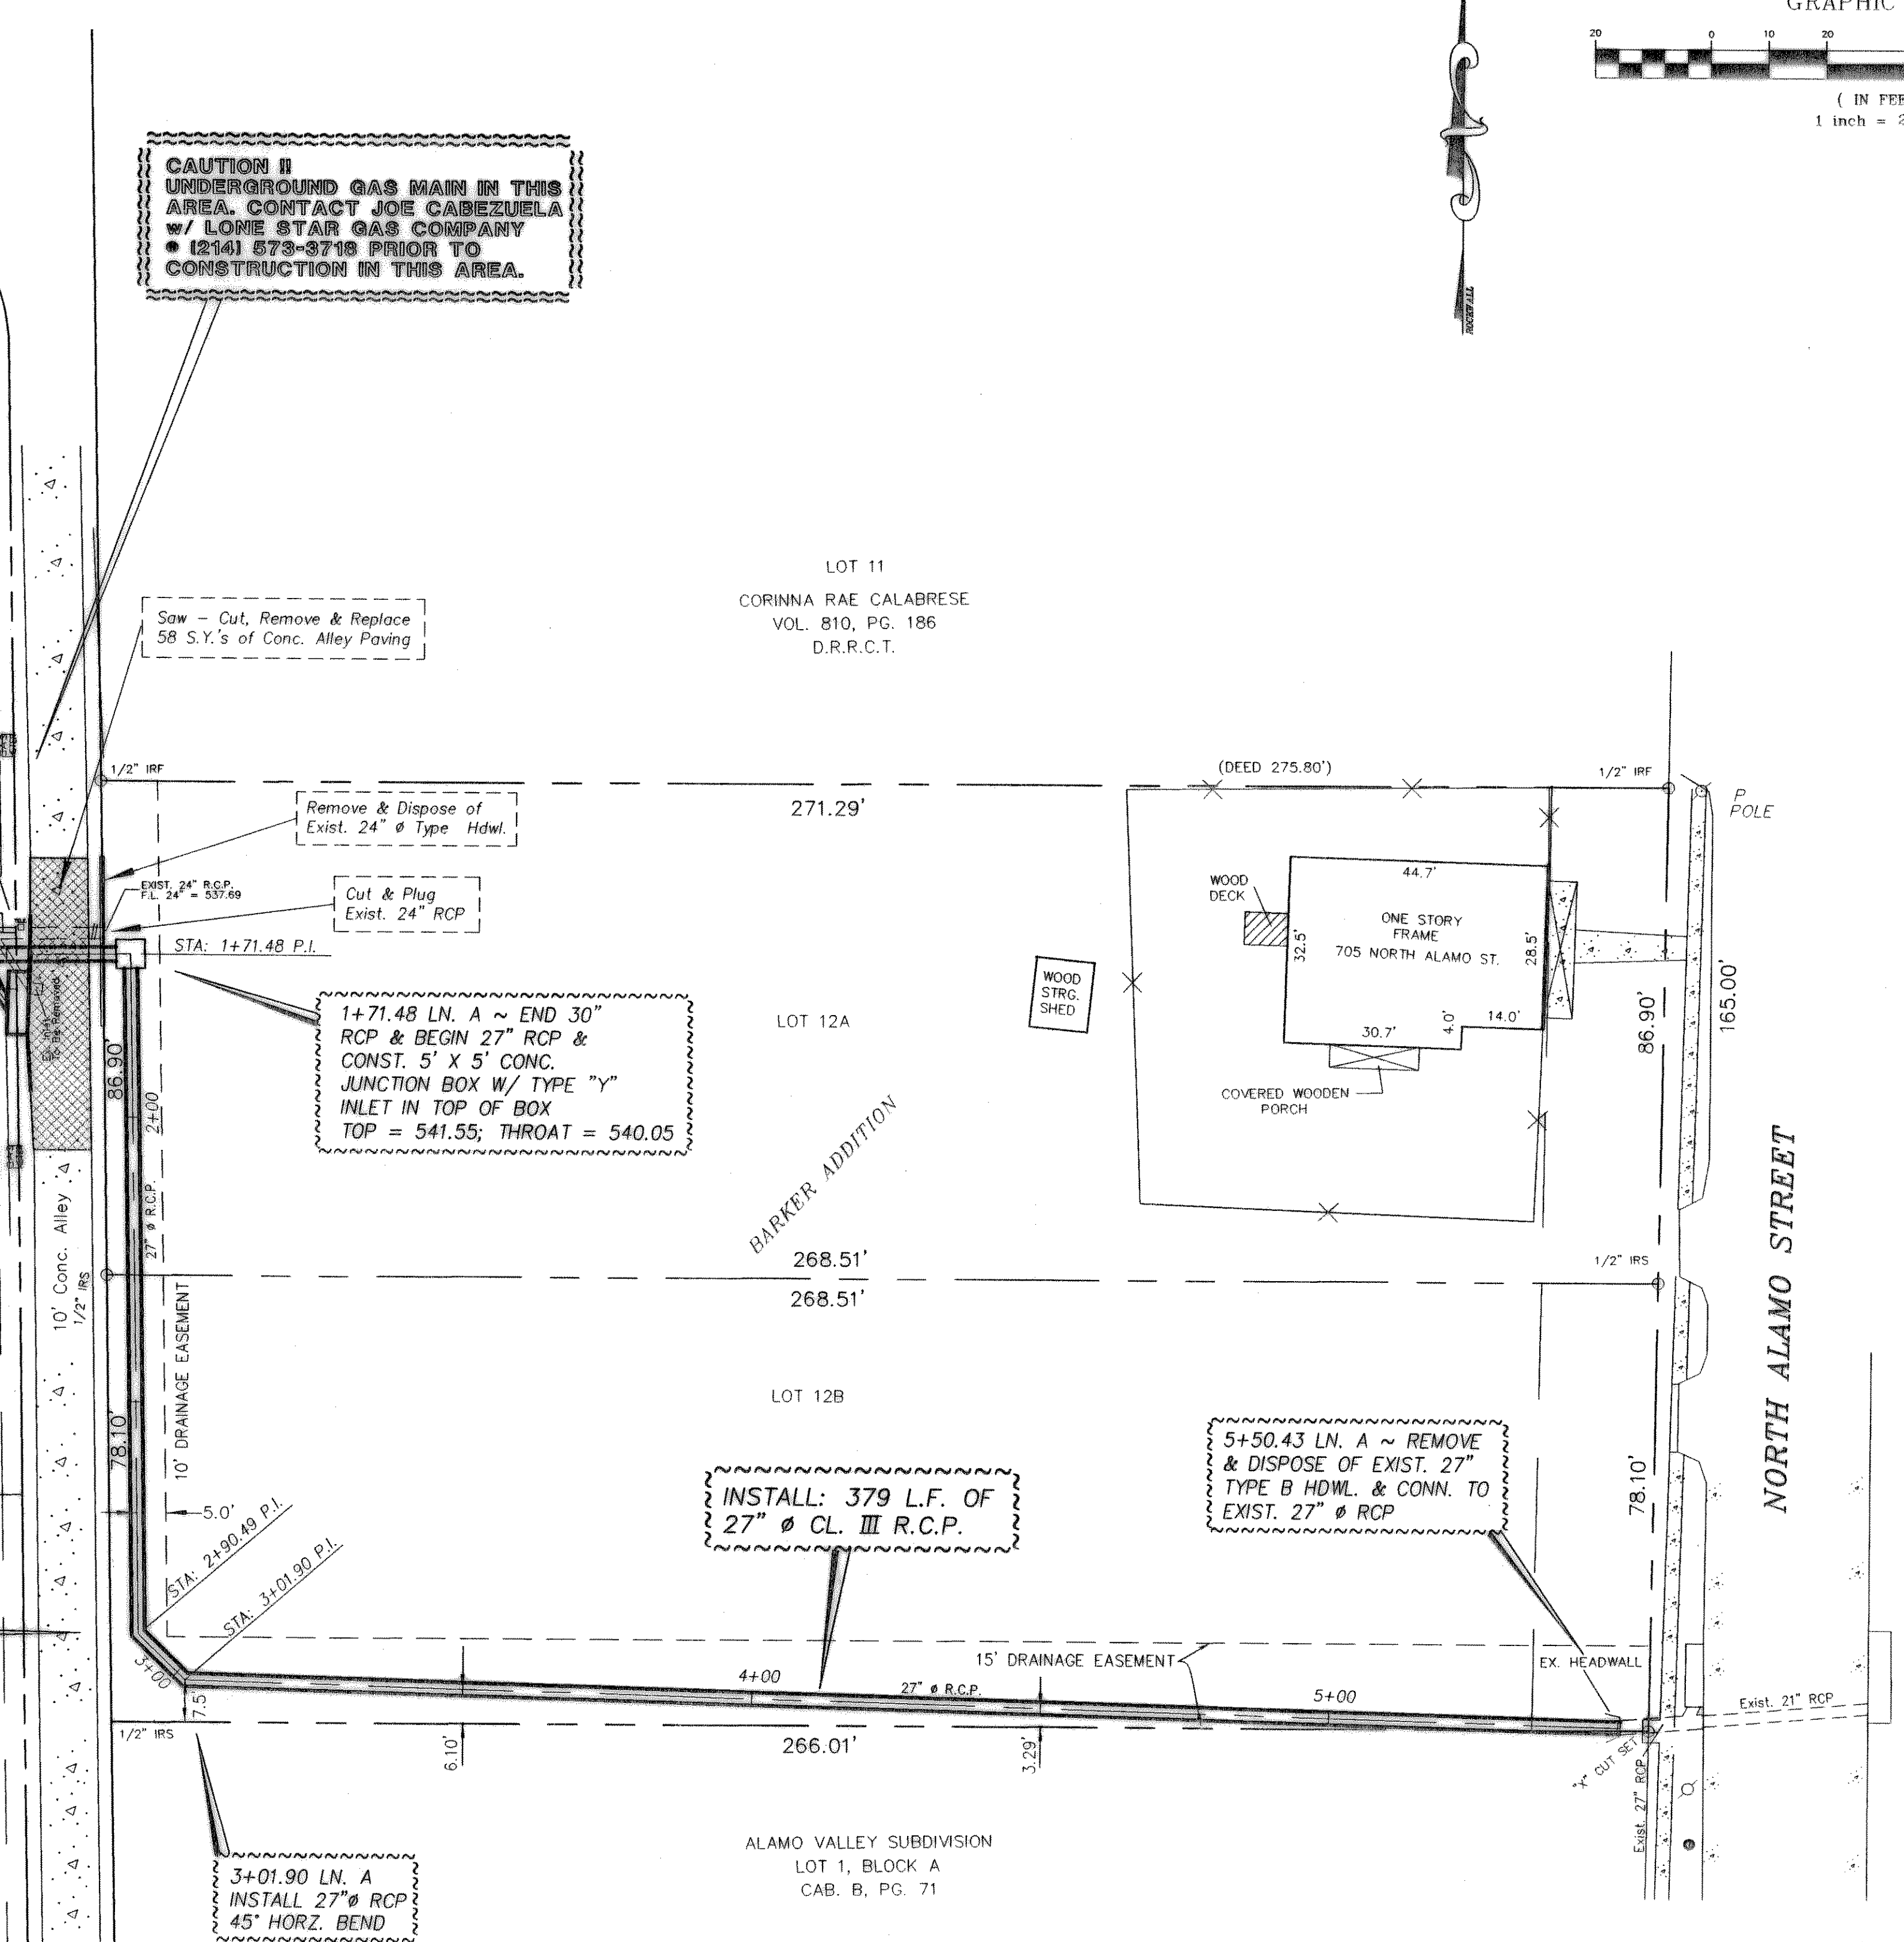 GRAPHIC
20 0 10 20
( IN FEE
1 inch = 2
ROCKWALL
CAUTION !!
UNDERGROUND GAS MAIN IN THIS
AREA. CONTACT JOE CABEZUELA
w/ LONE STAR GAS COMPANY
@ (214) 573-3718 PRIOR TO
CONSTRUCTION IN THIS AREA.
LOT 11
CORINNA RAE CALABRESE
VOL. 810, PG. 186
D.R.R.C.T.
Saw - Cut, Remove & Replace
58 S.Y.'s of Conc. Alley Paving
1/2" IRF
(DEED 275.80')
1/2" IRF
271.29'
P
POLE
Remove & Dispose of
Exist. 24" ø Type Hdwl.
EXIST. 24" R.C.P.
F.L. 24" = 537.69
Cut & Plug
Exist. 24" RCP
STA: 1+71.48 P.I.
To Be Removed
1+71.48 LN. A ~ END 30"
RCP & BEGIN 27" RCP &
CONST. 5' X 5' CONC.
JUNCTION BOX W/ TYPE "Y"
INLET IN TOP OF BOX
TOP = 541.55; THROAT = 540.05
WOOD
DECK
44.7'
ONE STORY
FRAME
705 NORTH ALAMO ST.
32.5'
28.5'
30.7'
4.0'
14.0'
WOOD
STRG.
SHED
COVERED WOODEN
PORCH
LOT 12A
86.90'
165.00'
86.90'
2+00
27" ø R.C.P.
BARKER ADDITION
NORTH ALAMO STREET
10' Conc. Alley
1/2" IRS
268.51'
268.51'
1/2" IRS
10' DRAINAGE EASEMENT
78.10'
LOT 12B
78.10'
5.0'
STA: 2+90.49 P.I.
STA: 3+01.90 P.I.
INSTALL: 379 L.F. OF
27" ø CL. III R.C.P.
5+50.43 LN. A ~ REMOVE
& DISPOSE OF EXIST. 27"
TYPE B HDWL. & CONN. TO
EXIST. 27" ø RCP
3+00
7.5'
4+00
27" ø R.C.P.
15' DRAINAGE EASEMENT
5+00
EX. HEADWALL
Exist. 21" RCP
1/2" IRS
6.10'
266.01'
3.29'
"X" CUT SET
Exist. 27" RCP
3+01.90 LN. A
INSTALL 27"ø RCP
45° HORZ. BEND
ALAMO VALLEY SUBDIVISION
LOT 1, BLOCK A
CAB. B, PG. 71